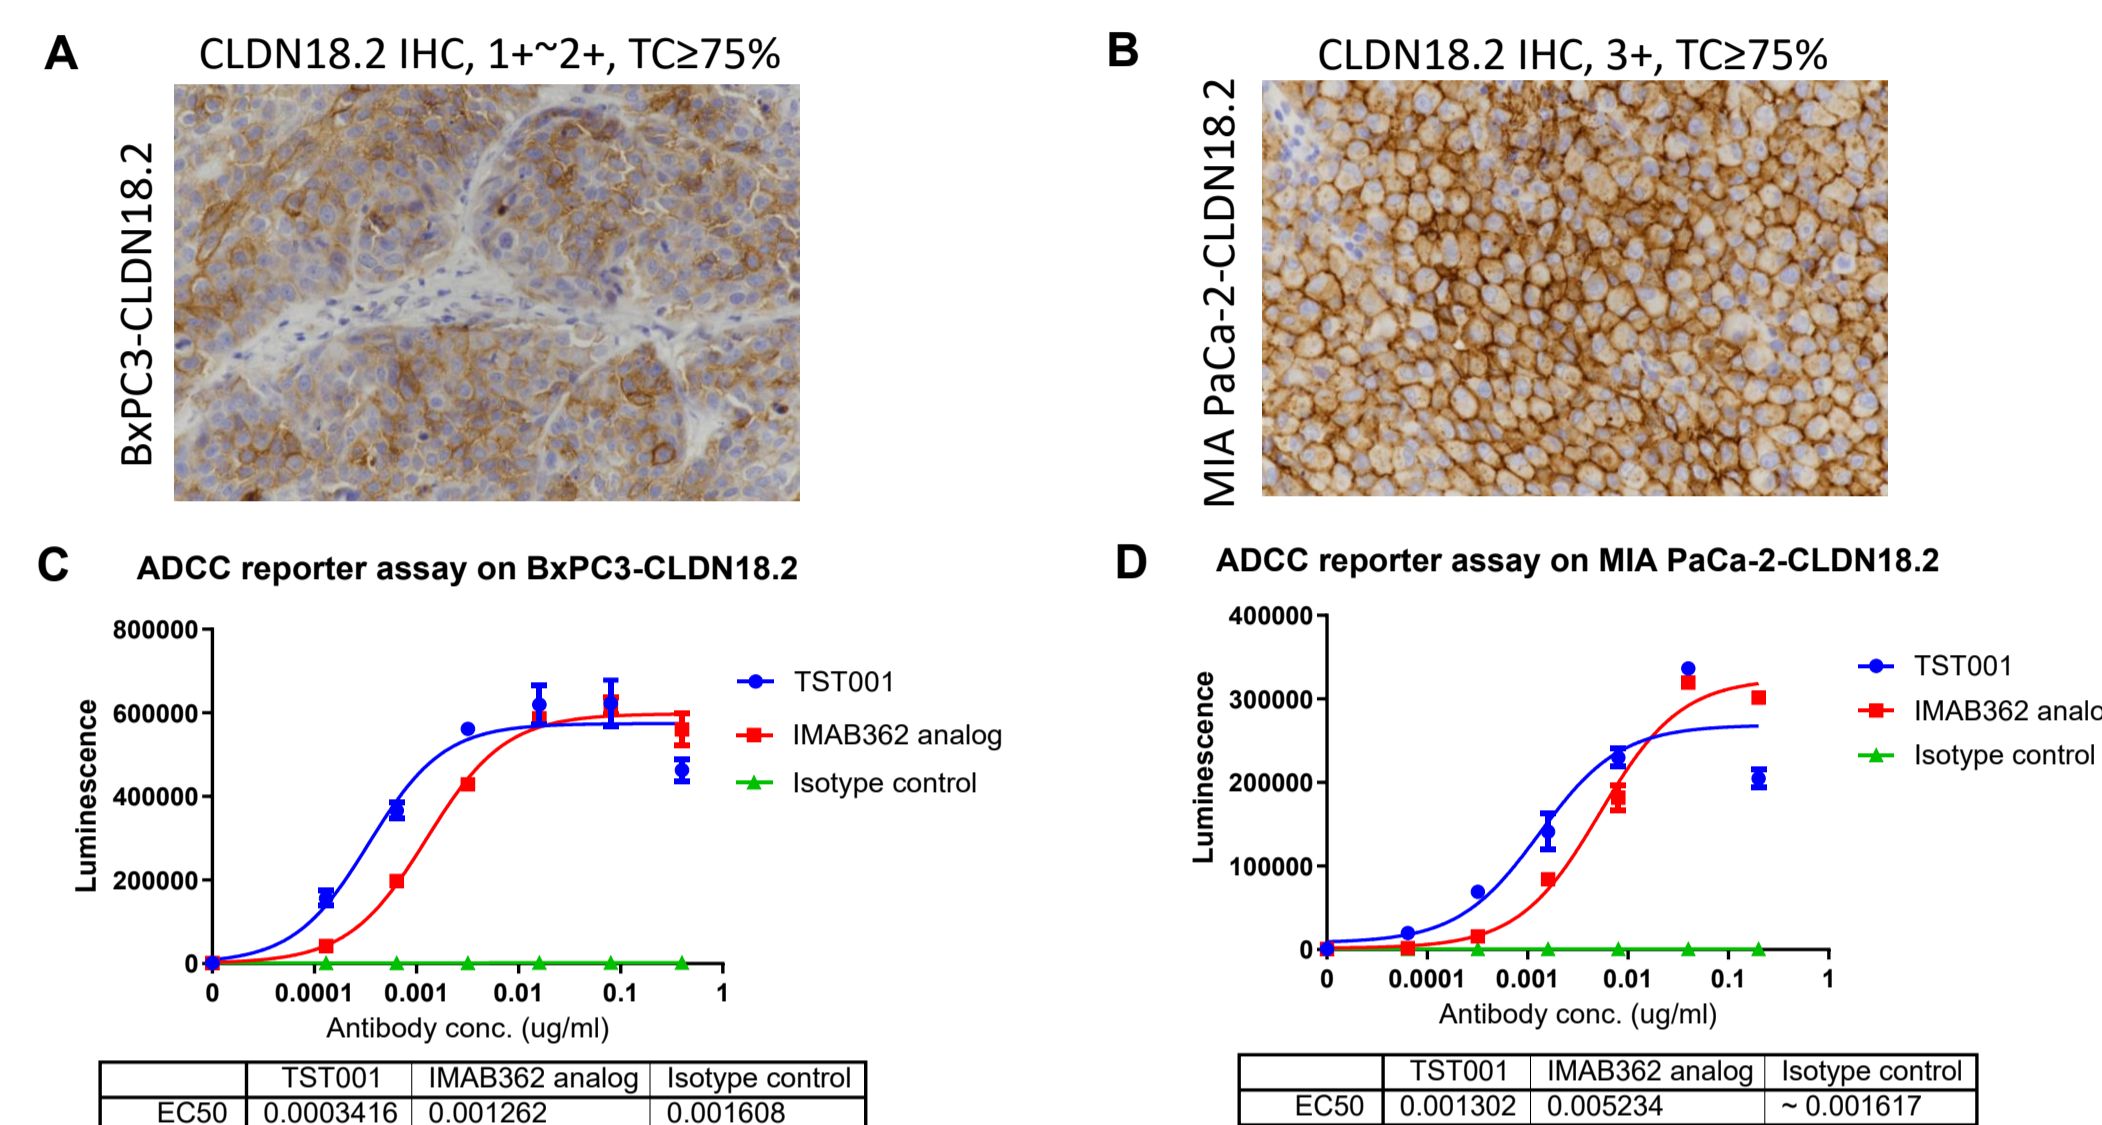 A
CLDN18.2 IHC, 1+~2+, TC≥75%
BxPC3-CLDN18.2
B
CLDN18.2 IHC, 3+, TC≥75%
MIA PaCa-2-CLDN18.2
C
ADCC reporter assay on BxPC3-CLDN18.2
Luminescence
800000
600000
400000
200000
0
0 0.0001 0.001 0.01 0.1 1
Antibody conc. (ug/ml)
TST001
IMAB362 analog
Isotype control
TST001 IMAB362 analog Isotype control
EC50 0.0003416 0.001262 0.001608
D
ADCC reporter assay on MIA PaCa-2-CLDN18.2
Luminescence
400000
300000
200000
100000
0
0 0.0001 0.001 0.01 0.1 1
Antibody conc. (ug/ml)
TST001
IMAB362 analo
Isotype control
TST001 IMAB362 analog Isotype control
EC50 0.001302 0.005234 ~ 0.001617